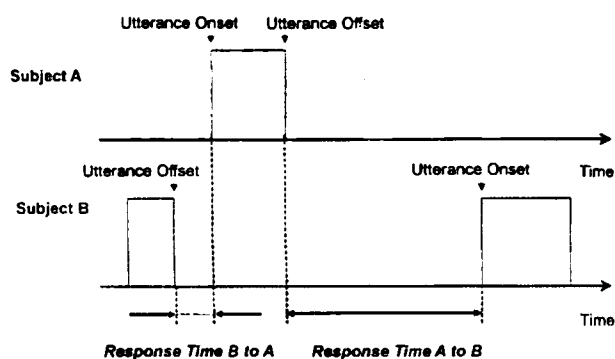 Utterance Onset Utterance Offset
Subject A
Time
Utterance Offset Utterance Onset
Subject B
Time
Response Time B to A Response Time A to B